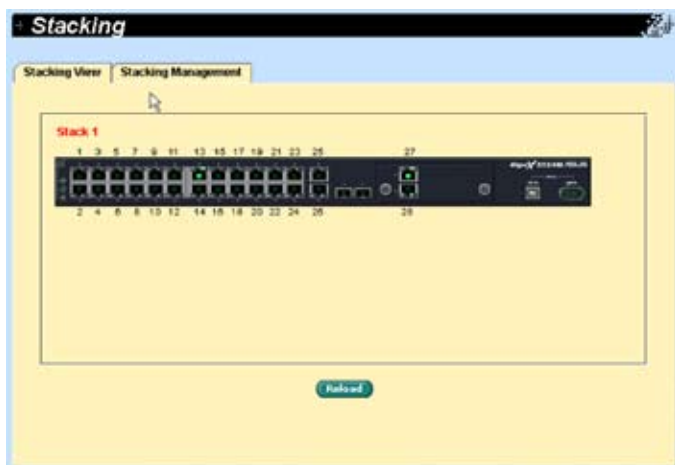 Stacking
Stacking View Stacking Management
Stack 1
1 3 5 7 9 11 13 15 17 19 21 23 25 27
2 4 6 8 10 12 14 16 18 20 22 24 26 28
Reload